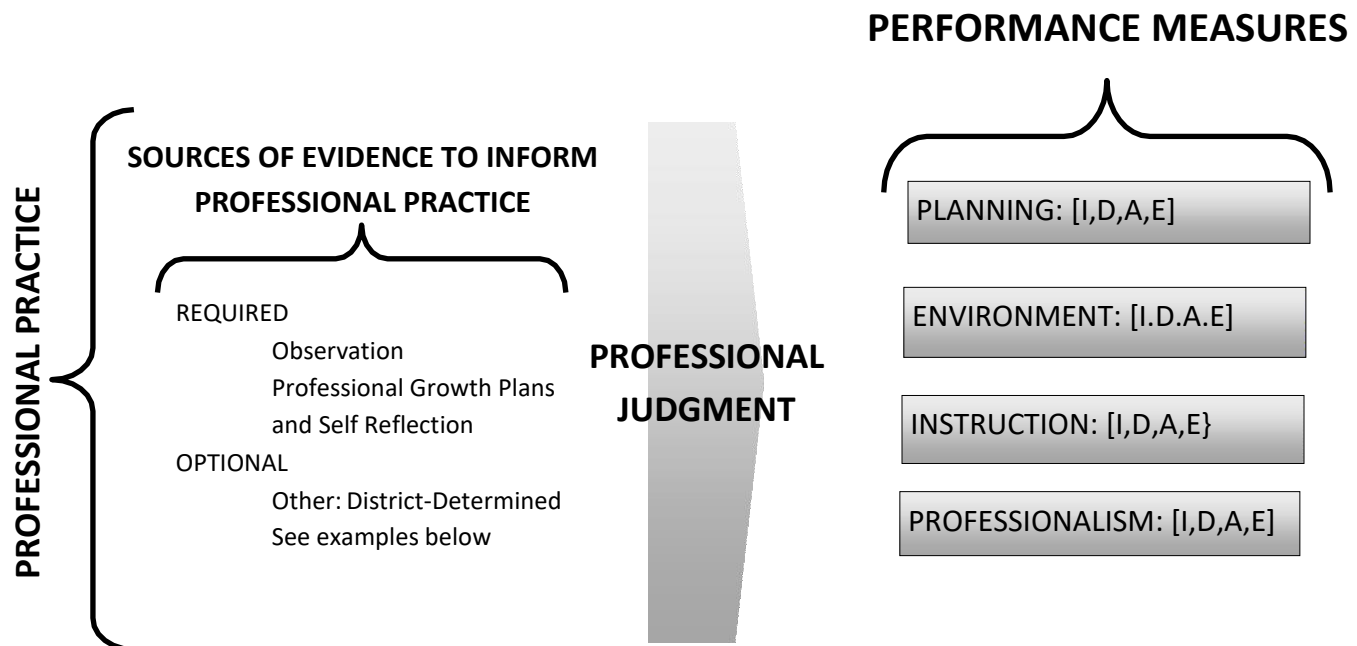 PERFORMANCE MEASURES
PROFESSIONAL PRACTICE
SOURCES OF EVIDENCE TO INFORM
PROFESSIONAL PRACTICE
REQUIRED
Observation
Professional Growth Plans
and Self Reflection
OPTIONAL
Other: District-Determined
See examples below
PROFESSIONAL
JUDGMENT
PLANNING: [I,D,A,E]
ENVIRONMENT: [I.D.A.E]
INSTRUCTION: [I,D,A,E}
PROFESSIONALISM: [I,D,A,E]